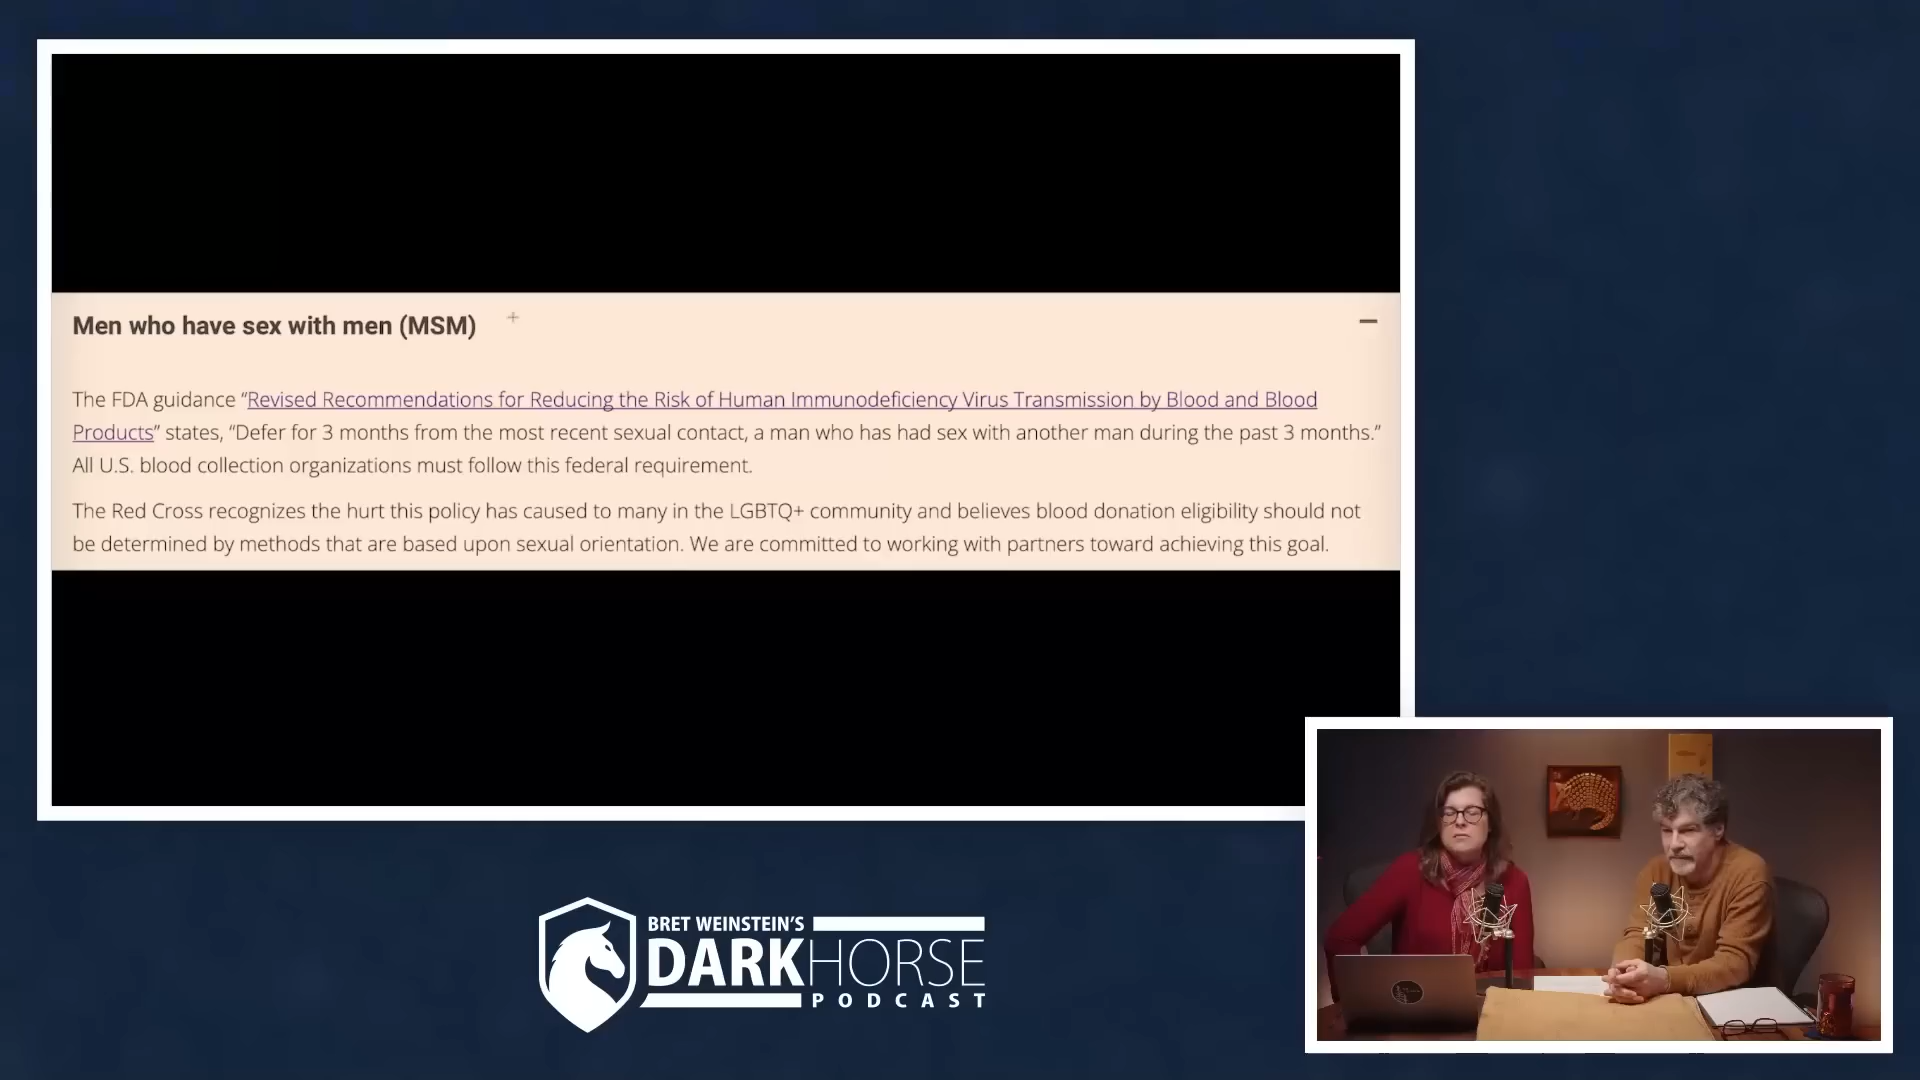 Men who have sex with men (MSM)
The FDA guidance “Revised Recommendations for Reducing the Risk of Human Immunodeficiency Virus Transmission by Blood and Blood
Products” states, “Defer for 3 months from the most recent sexual contact, a man who has had sex with another man during the past 3 months.”
All U.S. blood collection organizations must follow this federal requirement.
The Red Cross recognizes the hurt this policy has caused to many in the LGBTQ+ community and believes blood donation eligibility should not
be determined by methods that are based upon sexual orientation. We are committed to working with partners toward achieving this goal.
BRET WEINSTEIN'S
DARKHORSE
PODCAST